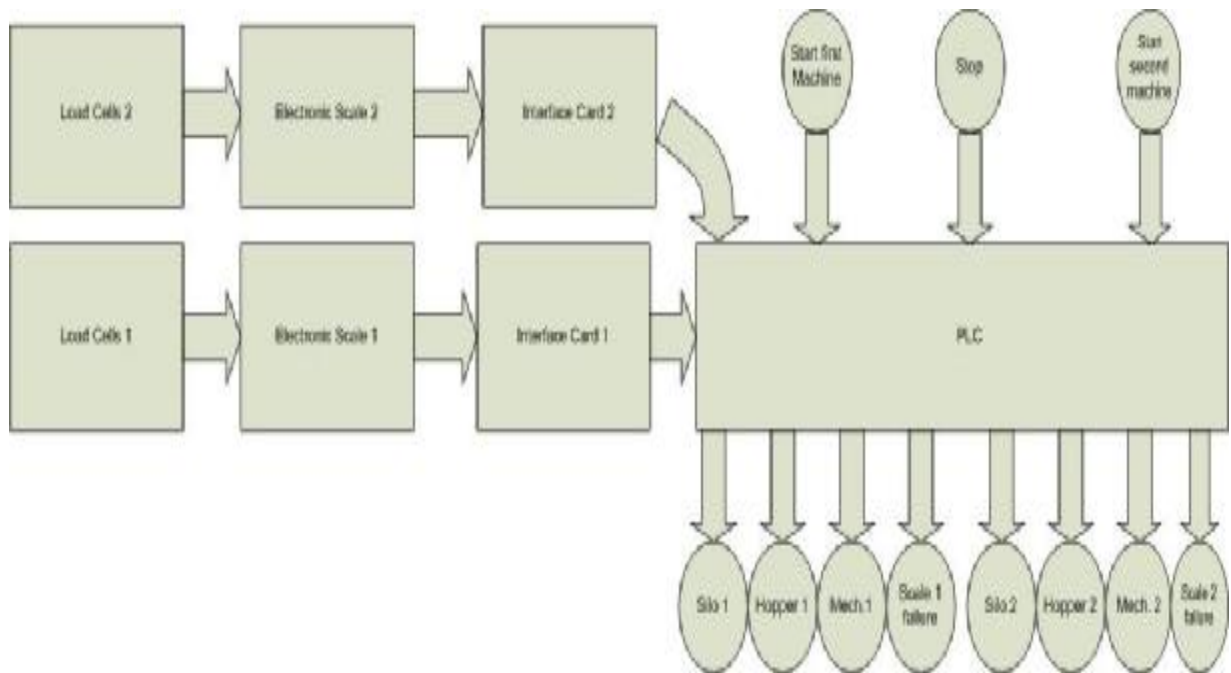 Load Cells 2
Electronic Scale 2
Interface Card 2
Start first
Machine
Stop
Start
second
machine
Load Cells 1
Electronic Scale 1
Interface Card 1
PLC
Silo 1
Hopper 1
Mech.1
Scale 1
failure
Silo 2
Hopper 2
Mech. 2
Scale 2
failure